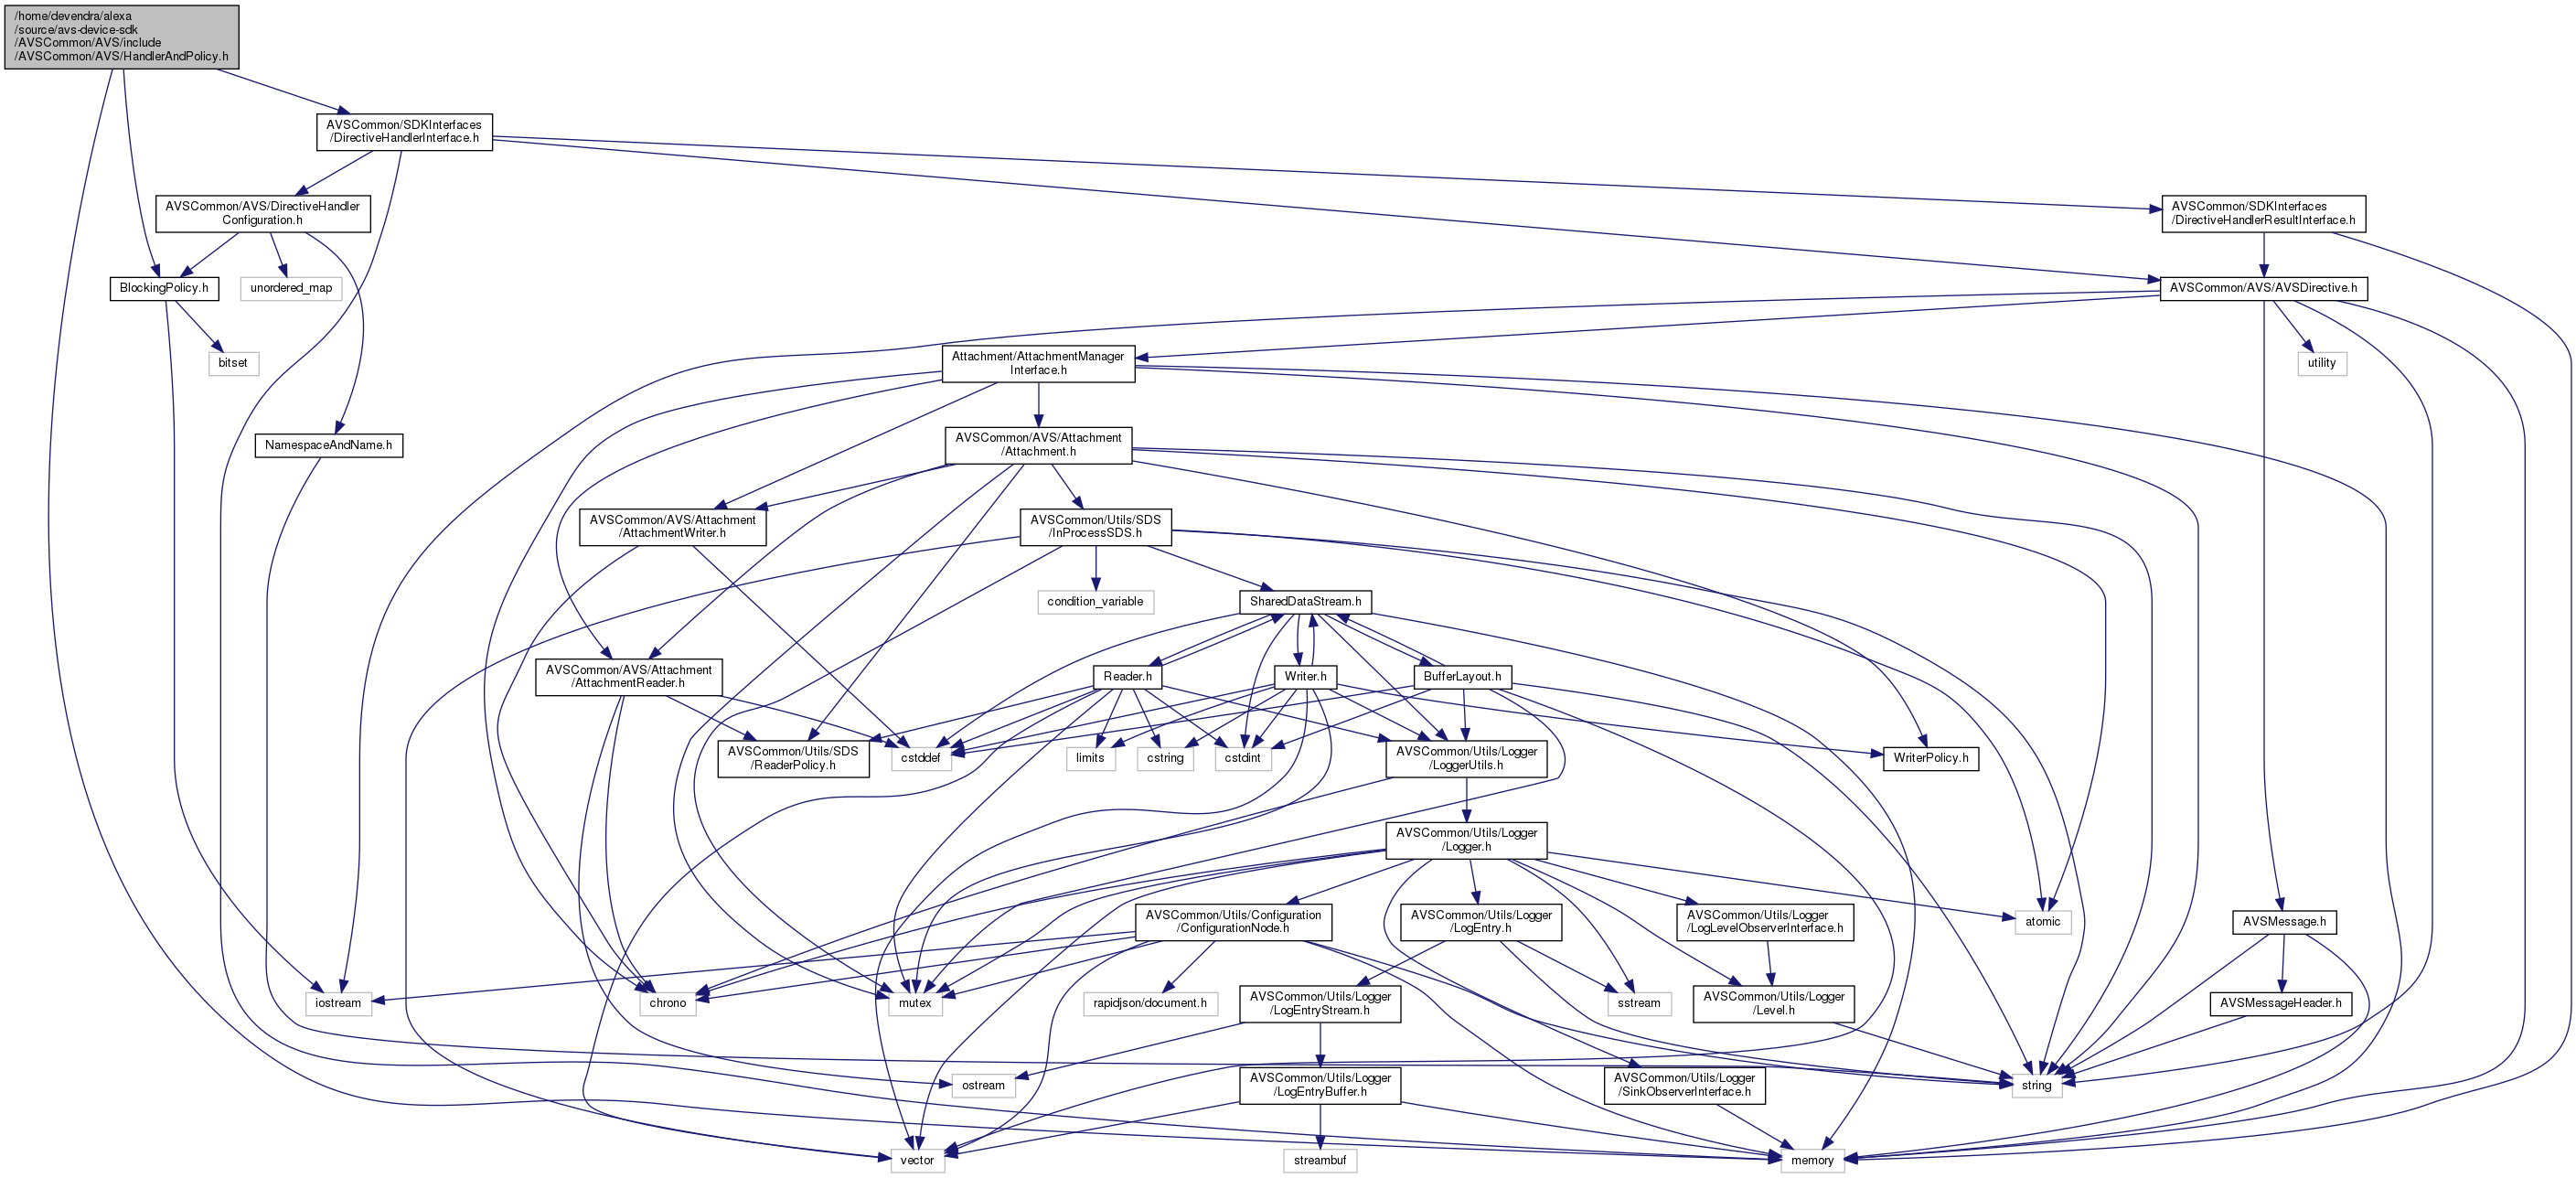 /home/devendra/alexa
/source/avs-device-sdk
/AVSCommon/AVS/include
/AVSCommon/AVS/HandlerAndPolicy.h
AVSCommon/SDKInterfaces
/DirectiveHandlerInterface.h
AVSCommon/AVS/DirectiveHandler
Configuration.h
AVSCommon/SDKInterfaces
/DirectiveHandlerResultInterface.h
BlockingPolicy.h
unordered_map
AVSCommon/AVS/AVSDirective.h
bitset
Attachment/AttachmentManager
Interface.h
utility
NamespaceAndName.h
AVSCommon/AVS/Attachment
/Attachment.h
AVSCommon/AVS/Attachment
/AttachmentWriter.h
AVSCommon/Utils/SDS
/InProcessSDS.h
condition_variable
SharedDataStream.h
AVSCommon/AVS/Attachment
/AttachmentReader.h
Reader.h
Writer.h
BufferLayout.h
AVSCommon/Utils/SDS
/ReaderPolicy.h
cstddef
limits
cstring
cstdint
AVSCommon/Utils/Logger
/LoggerUtils.h
WriterPolicy.h
AVSCommon/Utils/Logger
/Logger.h
AVSCommon/Utils/Configuration
/ConfigurationNode.h
AVSCommon/Utils/Logger
/LogEntry.h
AVSCommon/Utils/Logger
/LogLevelObserverInterface.h
atomic
AVSMessage.h
iostream
chrono
mutex
rapidjson/document.h
AVSCommon/Utils/Logger
/LogEntryStream.h
sstream
AVSCommon/Utils/Logger
/Level.h
AVSMessageHeader.h
ostream
AVSCommon/Utils/Logger
/LogEntryBuffer.h
AVSCommon/Utils/Logger
/SinkObserverInterface.h
string
vector
streambuf
memory